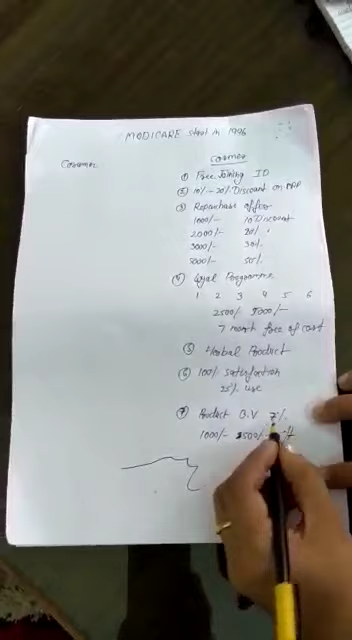 MODICARE start in 1996
Cosmos
① Free Joining ID
② 10%-20% Discount on MRP
③ Repurchase offer
1000/- 10 Discount
2000/- 20% "
3000/- 30%
5000/- 50%
④ Loyal Programme
1 2 3 4 5 6
2500/- 5000/-
7 month free of cost
⑤ Herbal Product
⑥ 100% Satisfaction
25% use
⑦ Product B.V 7%
1000/- 3500/-